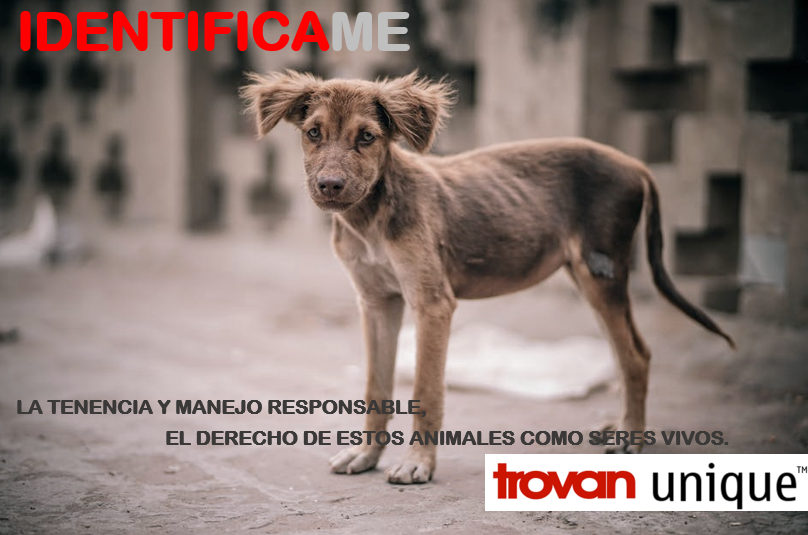 IDENTIFICAME
LA TENENCIA Y MANEJO RESPONSABLE,
EL DERECHO DE ESTOS ANIMALES COMO SERES VIVOS.
trovan unique™